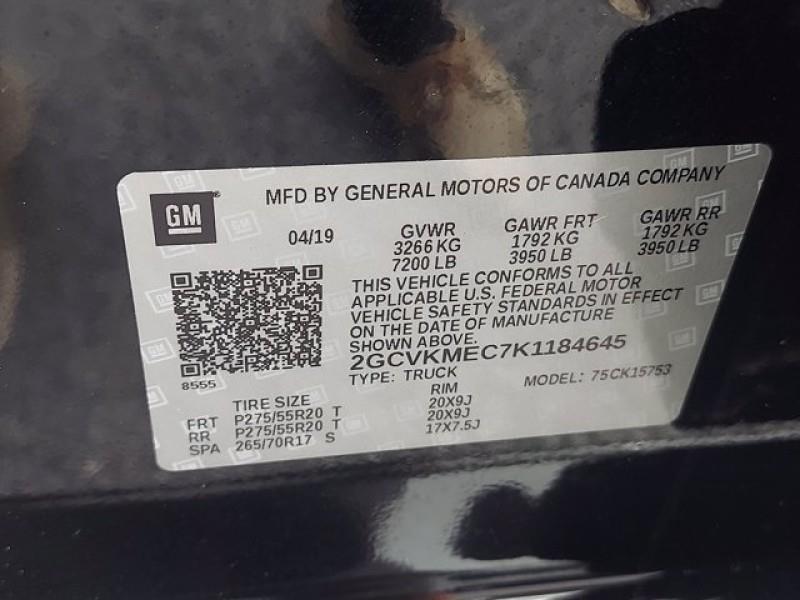 MFD BY GENERAL MOTORS OF CANADA COMPANY
GM
04/19 GVWR GAWR FRT GAWR RR
3266 KG 1792 KG 1792 KG
7200 LB 3950 LB 3950 LB
THIS VEHICLE CONFORMS TO ALL
APPLICABLE U.S. FEDERAL MOTOR
VEHICLE SAFETY STANDARDS IN EFFECT
ON THE DATE OF MANUFACTURE
SHOWN ABOVE.
2GCVKMEC7K1184645
8555 TYPE: TRUCK MODEL: 75CK15753
TIRE SIZE RIM
FRT P275/55R20 T 20X9J
RR P275/55R20 T 20X9J
SPA 265/70R17 S 17X7.5J